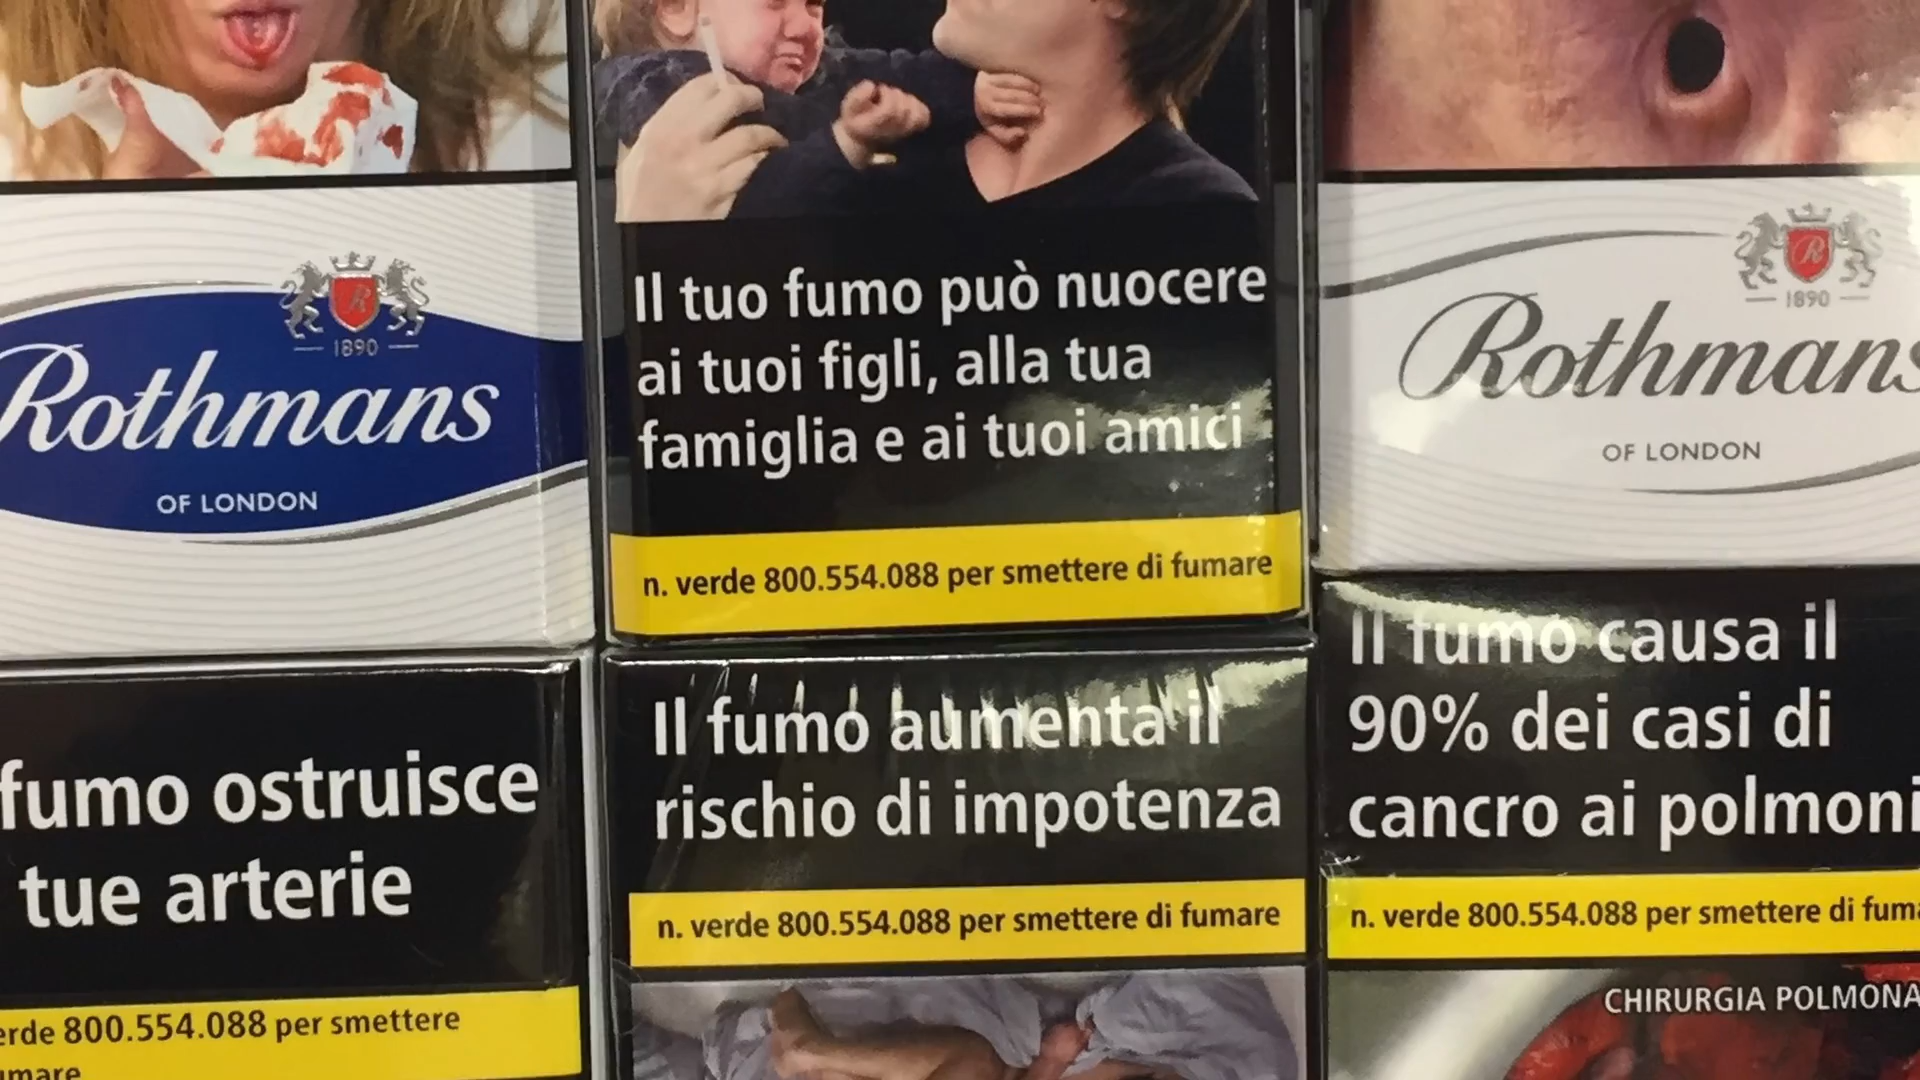 1890
Rothmans
OF LONDON
Il tuo fumo può nuocere
ai tuoi figli, alla tua
famiglia e ai tuoi amici
n. verde 800.554.088 per smettere di fumare
R
1890
Rothmans
OF LONDON
fumo ostruisce
tue arterie
800.554.088 per smettere
Il fumo aumenta il
rischio di impotenza
n. verde 800.554.088 per smettere di fumare
Il fumo causa il
90% dei casi di
cancro ai polmoni
n. verde 800.554.088 per smettere di
CHIRURGIA